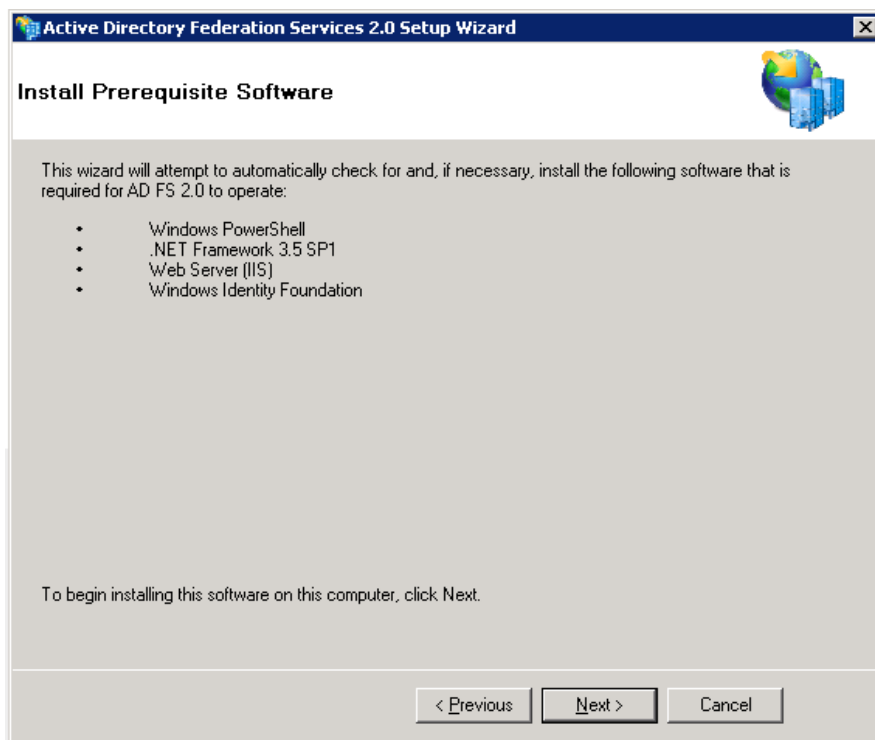 Active Directory Federation Services 2.0 Setup Wizard
Install Prerequisite Software
This wizard will attempt to automatically check for and, if necessary, install the following software that is
required for AD FS 2.0 to operate:
• Windows PowerShell
• .NET Framework 3.5 SP1
• Web Server (IIS)
• Windows Identity Foundation
To begin installing this software on this computer, click Next.
< Previous Next > Cancel